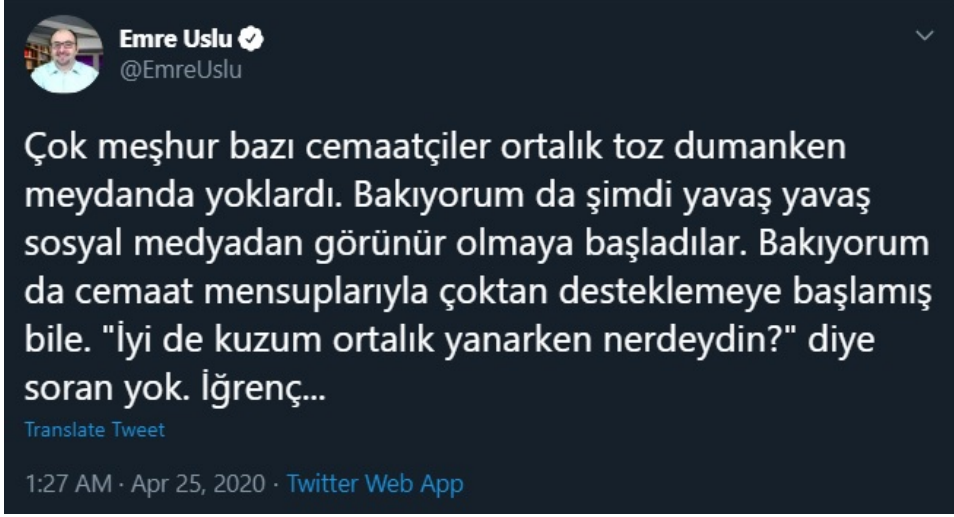 Emre Uslu
@EmreUslu
Çok meşhur bazı cemaatçiler ortalık toz dumanken
meydanda yoklardı. Bakıyorum da şimdi yavaş yavaş
sosyal medyadan görünür olmaya başladılar. Bakıyorum
da cemaat mensuplarıyla çoktan desteklemeye başlamış
bile. "İyi de kuzum ortalık yanarken nerdeydin?" diye
soran yok. İğrenç...
Translate Tweet
1:27 AM · Apr 25, 2020 · Twitter Web App